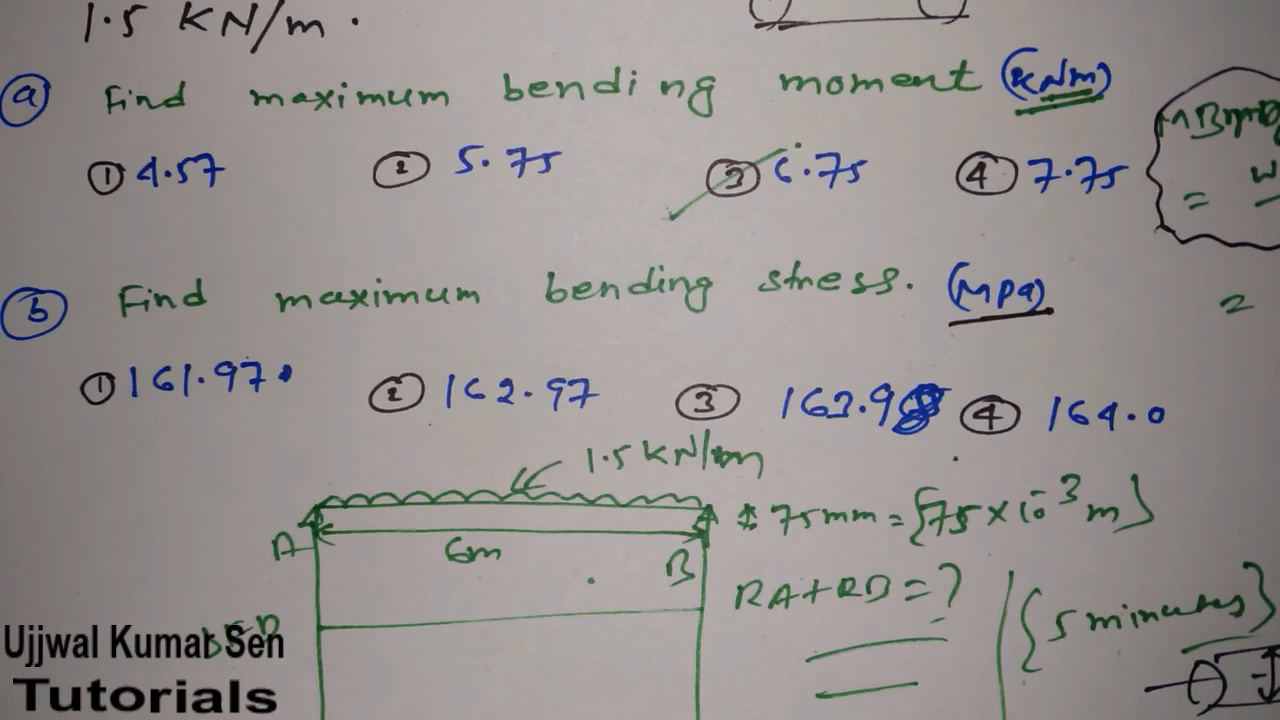 1.5 KN/m.
(a) Find maximum bending moment (KNm)
(1) 4.57 (2) 5.75 (3) 6.75 (4) 7.75
=
(b) Find maximum bending stress. (Mpa)
(1) 161.97 (2) 162.97 (3) 163.98 (4) 164.0
1.5 KN/m
75mm = {75 × 10⁻³ m}
A 6m B
RA+RB = ?
{5 minutes}
Ujjwal Kumar Sen
Tutorials